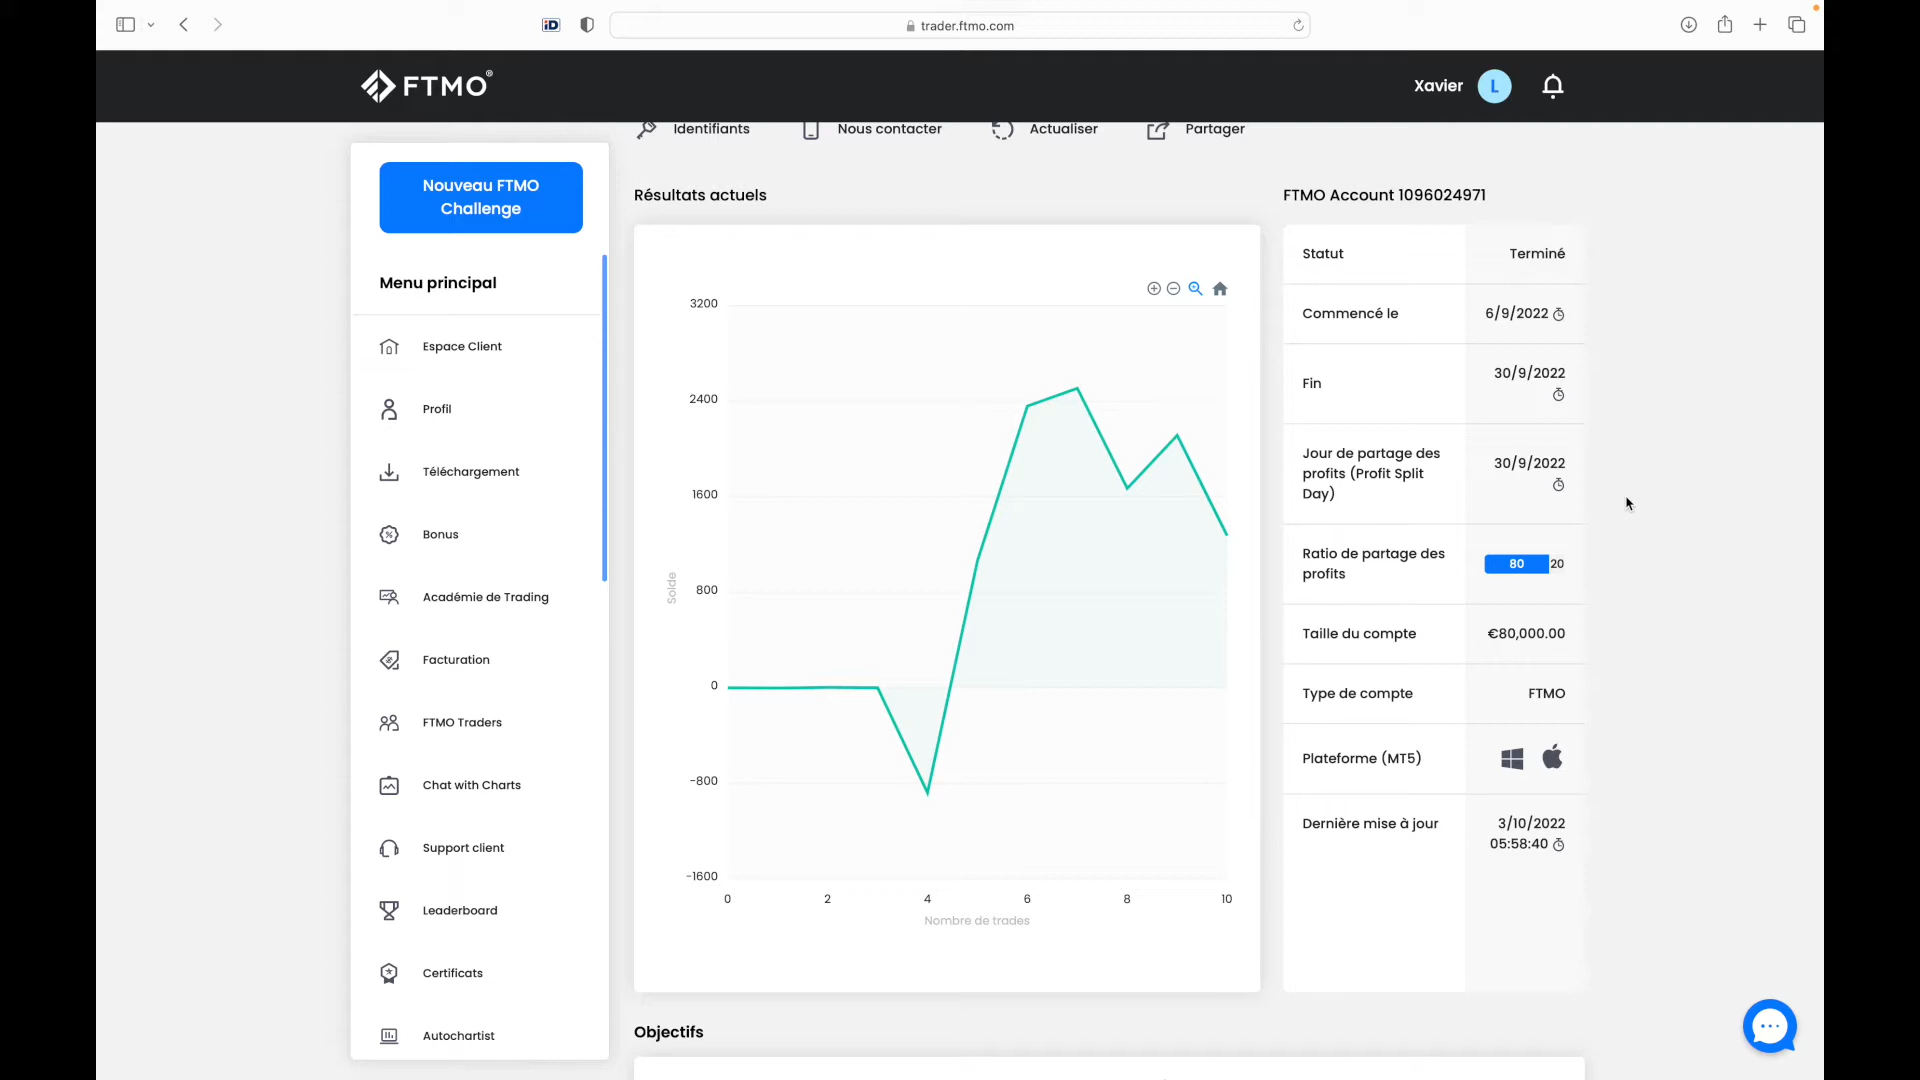 trader.ftmo.com
FTMO®
Xavier
L
Identifiants
Nous contacter
Actualiser
Partager
Nouveau FTMO
Challenge
Menu principal
Espace Client
Profil
Téléchargement
Bonus
Académie de Trading
Facturation
FTMO Traders
Chat with Charts
Support client
Leaderboard
Certificats
Autochartist
Résultats actuels
3200
2400
1600
800
0
-800
-1600
Solde
0 2 4 6 8 10
Nombre de trades
FTMO Account 1096024971
Statut Terminé
Commencé le 6/9/2022
Fin 30/9/2022
Jour de partage des
profits (Profit Split
Day) 30/9/2022
Ratio de partage des
profits 80 20
Taille du compte €80,000.00
Type de compte FTMO
Plateforme (MT5)
Dernière mise à jour 3/10/2022
05:58:40
Objectifs